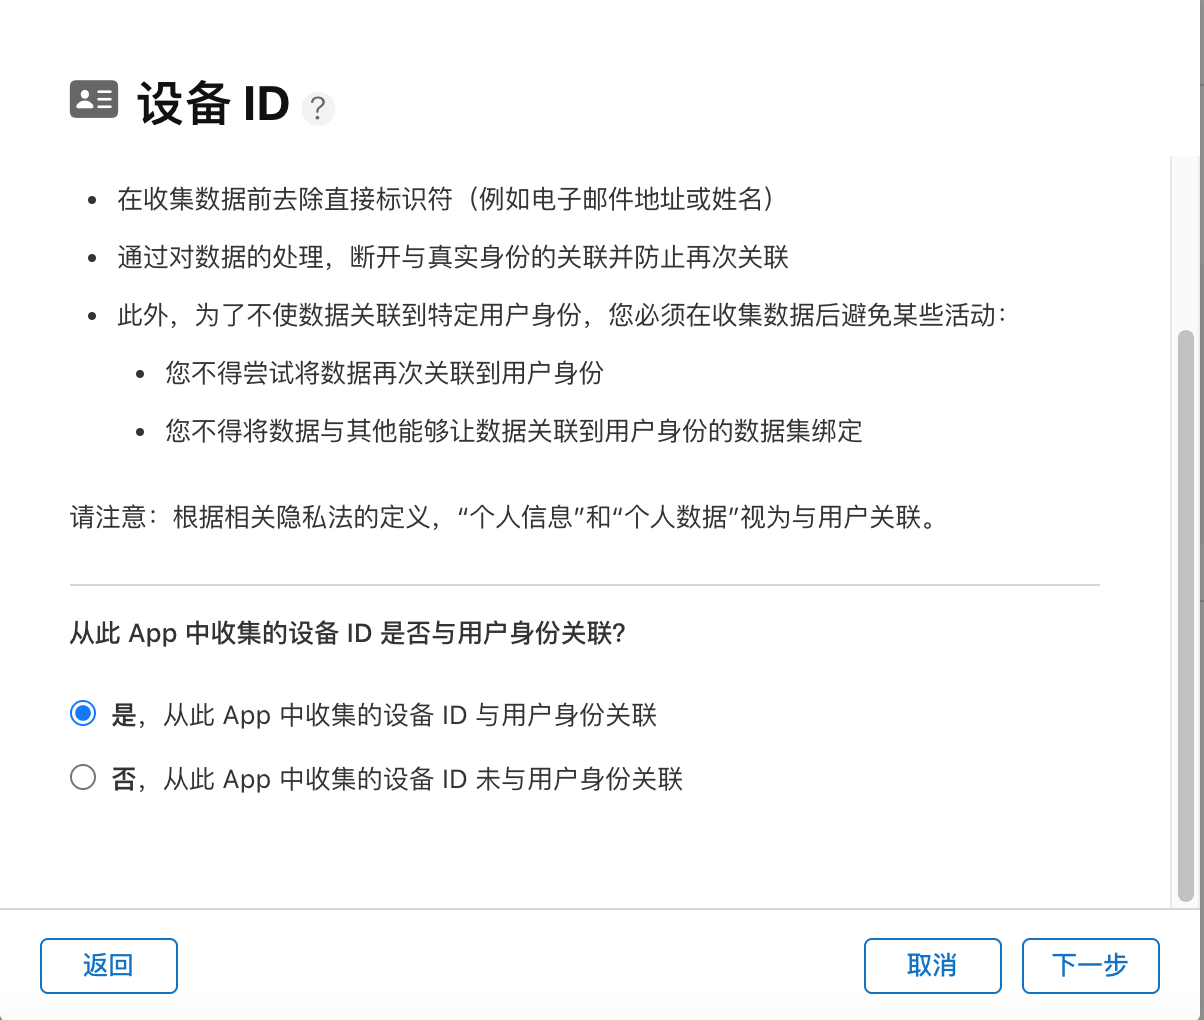 设备 ID ?
在收集数据前去除直接标识符（例如电子邮件地址或姓名）
通过对数据的处理，断开与真实身份的关联并防止再次关联
此外，为了不使数据关联到特定用户身份，您必须在收集数据后避免某些活动：
您不得尝试将数据再次关联到用户身份
您不得将数据与其他能够让数据关联到用户身份的数据集绑定
请注意：根据相关隐私法的定义，“个人信息”和“个人数据”视为与用户关联。
从此 App 中收集的设备 ID 是否与用户身份关联？
是，从此 App 中收集的设备 ID 与用户身份关联
否，从此 App 中收集的设备 ID 未与用户身份关联
返回
取消
下一步